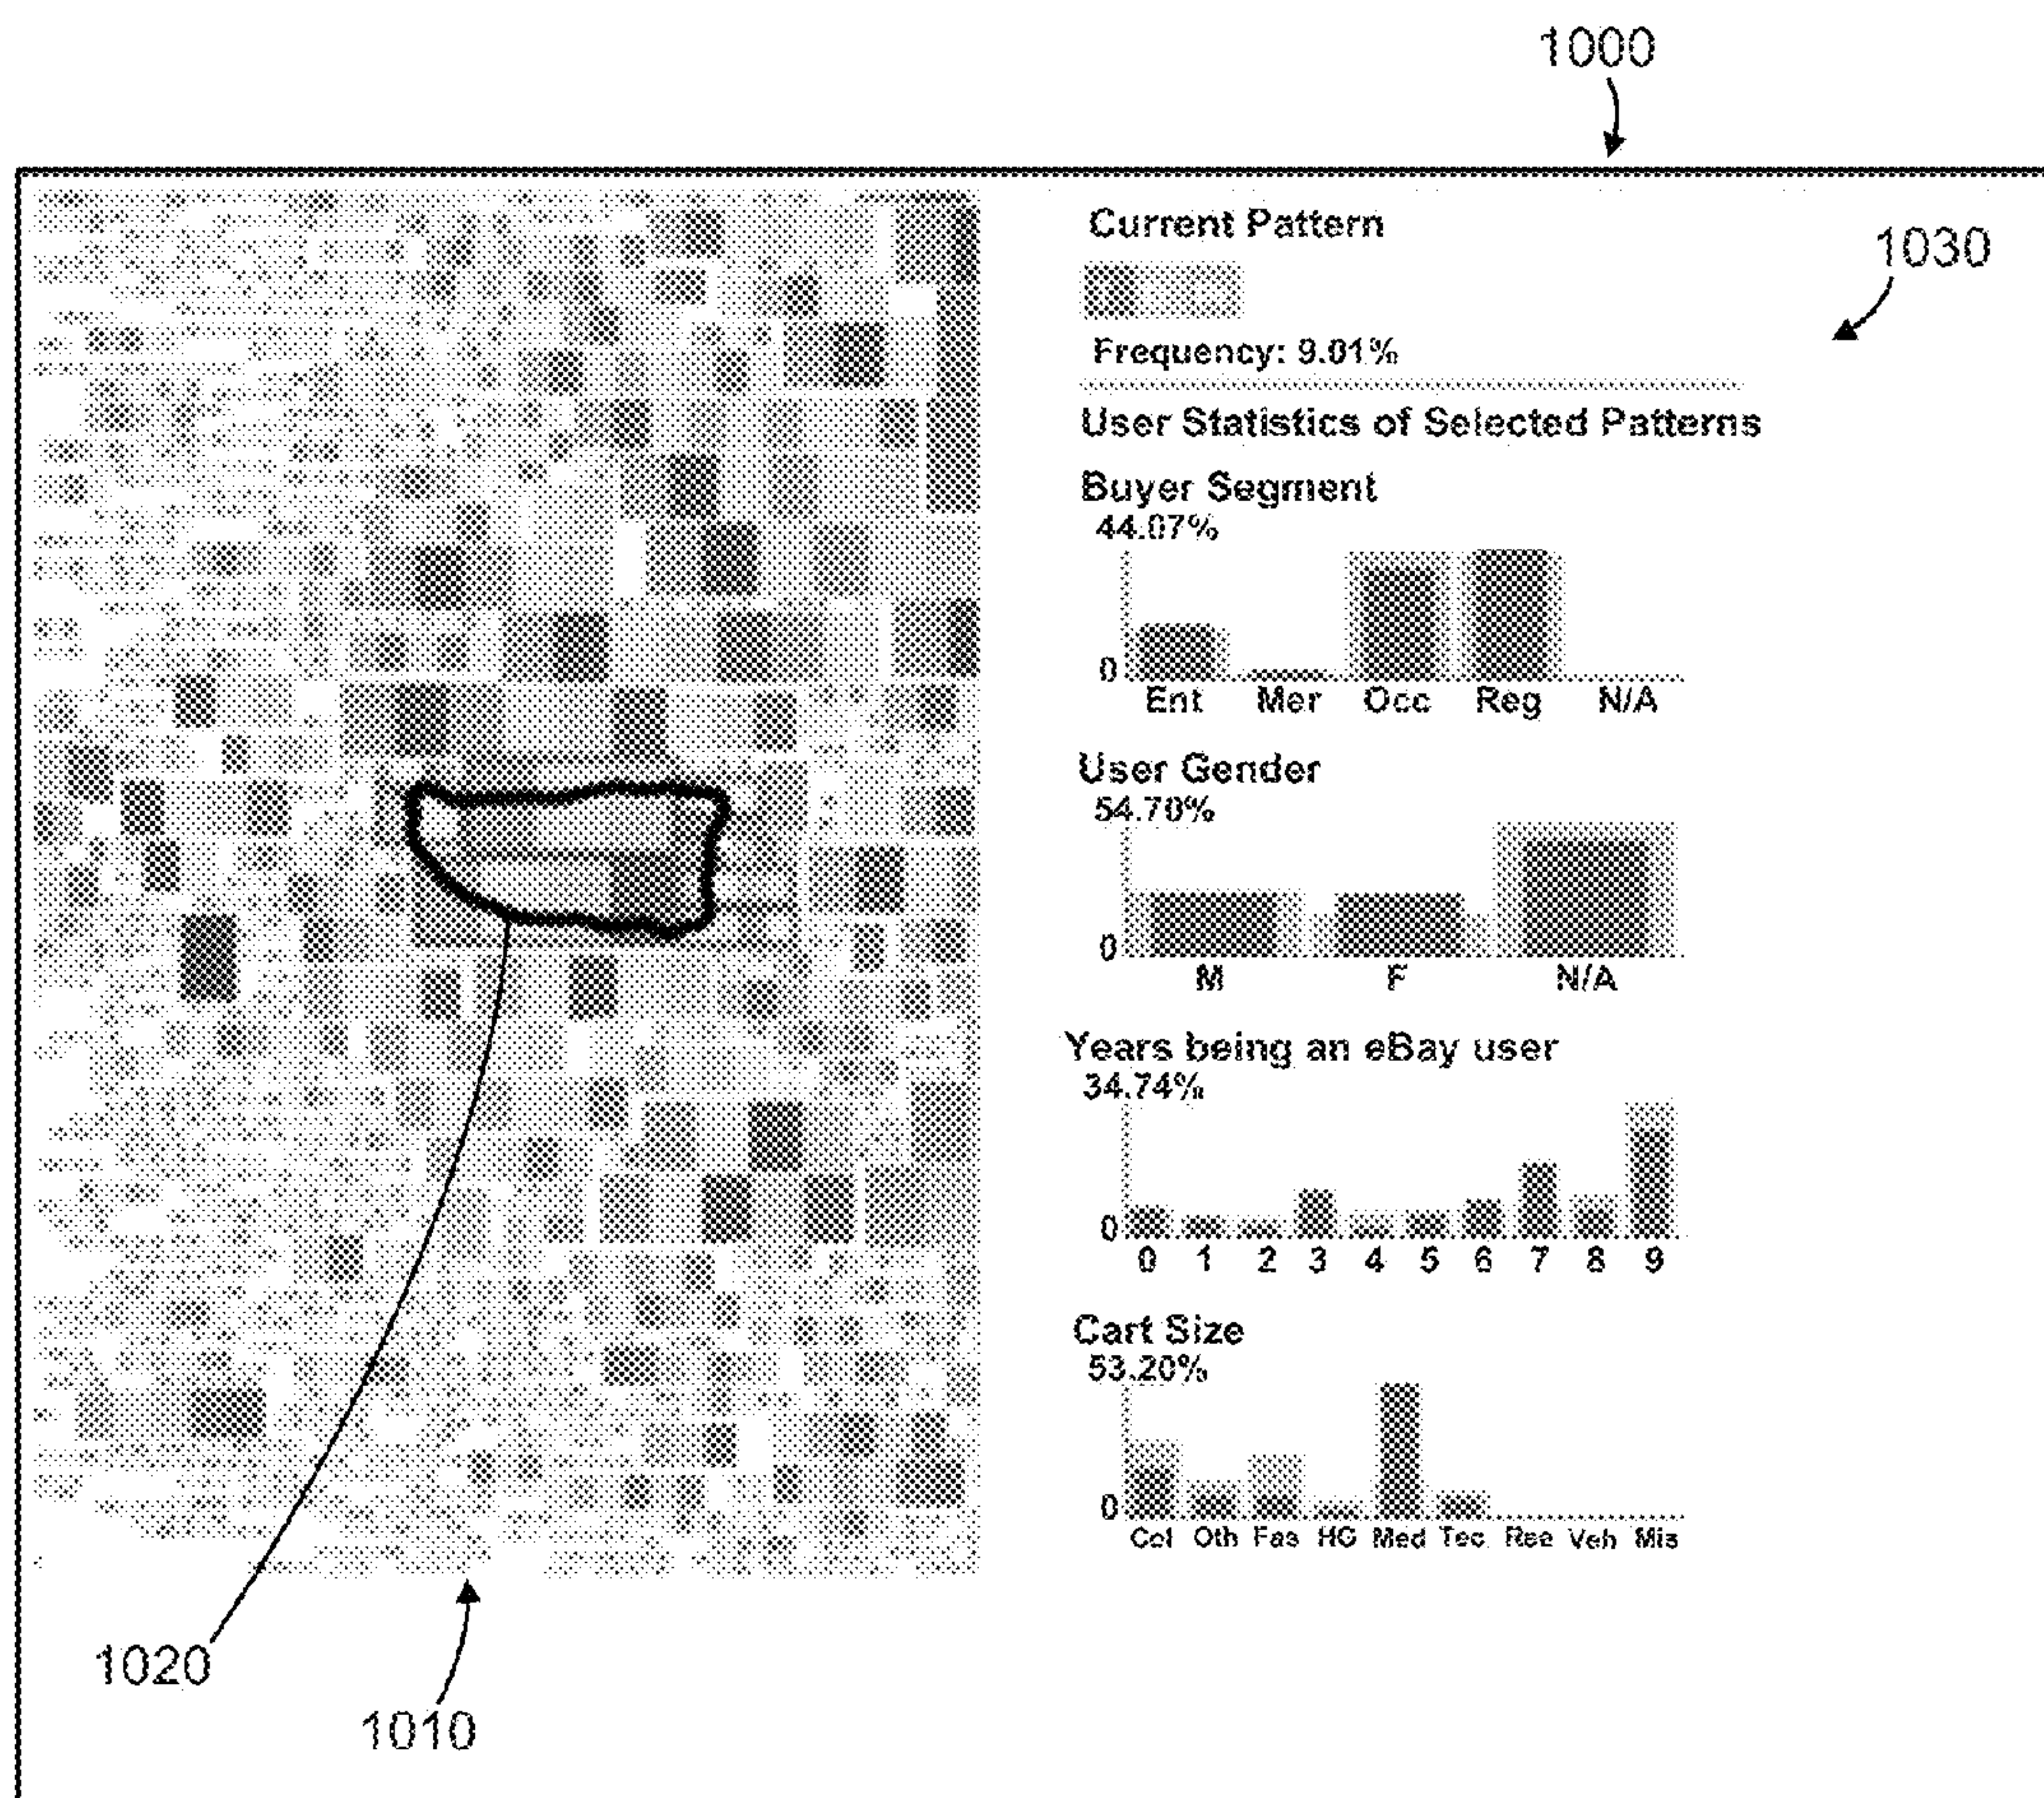 1000
1030
Current Pattern
Frequency: 9.01%
User Statistics of Selected Patterns
Buyer Segment
44.07%
0
Ent Mer Occ Reg N/A
User Gender
54.70%
0
M F N/A
Years being an eBay user
34.74%
0
0 1 2 3 4 5 6 7 8 9
Cart Size
53.20%
0
Col Oth Fas HG Med Tec Rea Veh Mis
1020
1010